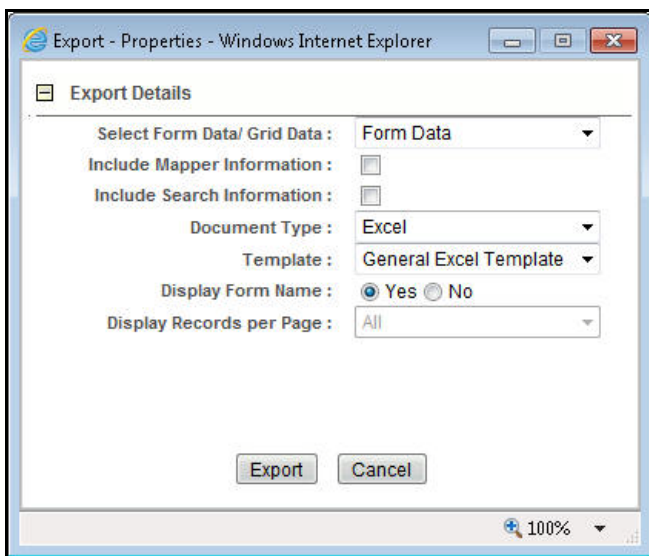 Export - Properties - Windows Internet Explorer
Export Details
Select Form Data/ Grid Data : Form Data
Include Mapper Information :
Include Search Information :
Document Type : Excel
Template : General Excel Template
Display Form Name : Yes No
Display Records per Page : All
Export Cancel
100%